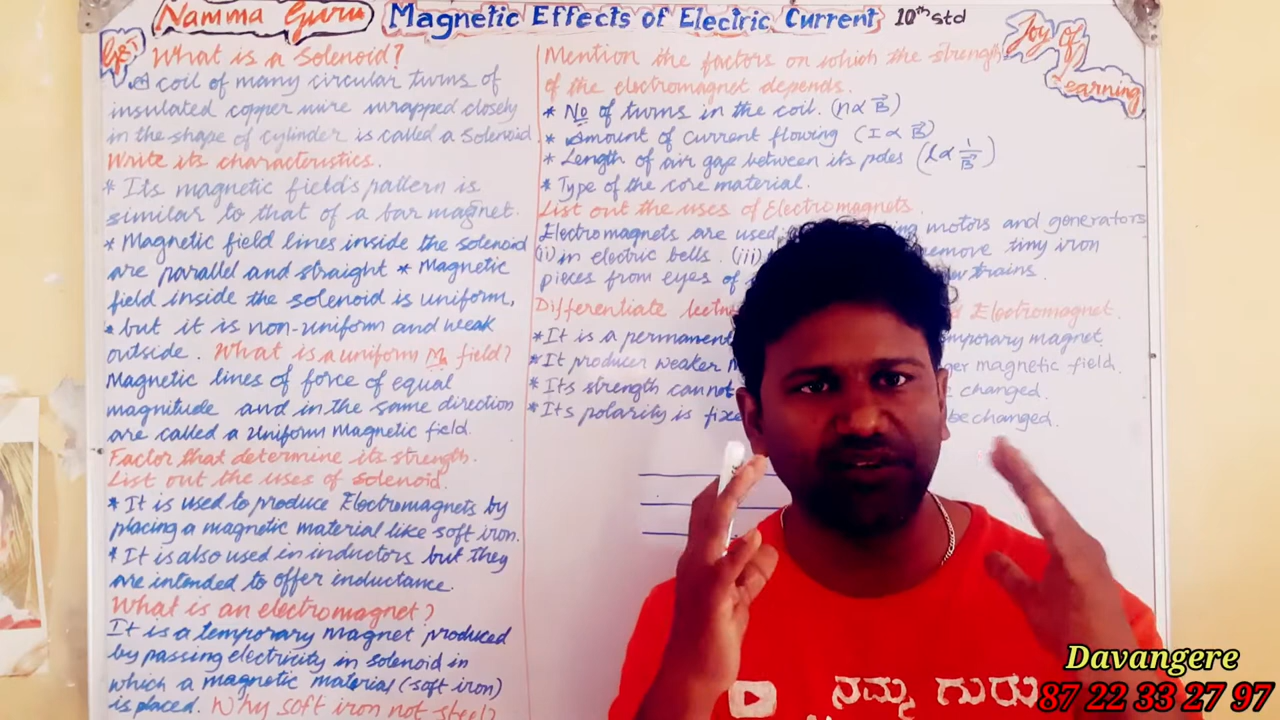 Namma Guru Magnetic Effects of Electric Current 10th std
Joy of Learning
What is a Solenoid?
A coil of many circular turns of
insulated copper wire wrapped closely
in the shape of cylinder is called a Solenoid
Write its characteristics.
* Its magnetic field's pattern is
similar to that of a bar magnet.
* Magnetic field lines inside the solenoid
are parallel and straight * Magnetic
field inside the solenoid is uniform,
* but it is non-uniform and weak
outside. What is a uniform M. field?
Magnetic lines of force of equal
magnitude and in the same direction
are called a Uniform Magnetic field.
Factor that determine its strength.
List out the uses of solenoid.
* It is used to produce Electromagnets by
placing a magnetic material like soft iron.
* It is also used in inductors but they
are intended to offer inductance.
What is an electromagnet?
It is a temporary Magnet produced
by passing electricity in solenoid in
which a magnetic material (soft iron)
is placed. Why soft iron not steel?
Mention the factors on which the strength
of the electromagnet depends.
* No of turns in the coil. (n ∝ B⃗)
* Amount of current flowing (I ∝ B⃗)
* Length of air gap between its poles (l ∝ 1/B⃗)
* Type of the core material.
List out the uses of Electromagnets.
Electromagnets are used motors and generators
(ii) in electric bells. (iii) remove tiny iron
pieces from eyes of trains.
Differentiate Electromagnet.
* It is a permanent magnet
* It producer weaker magnetic field.
* Its strength cannot changed.
* Its polarity is be changed.
ನಮ್ಮ ಗುರು
Davangere
87 22 33 27 97